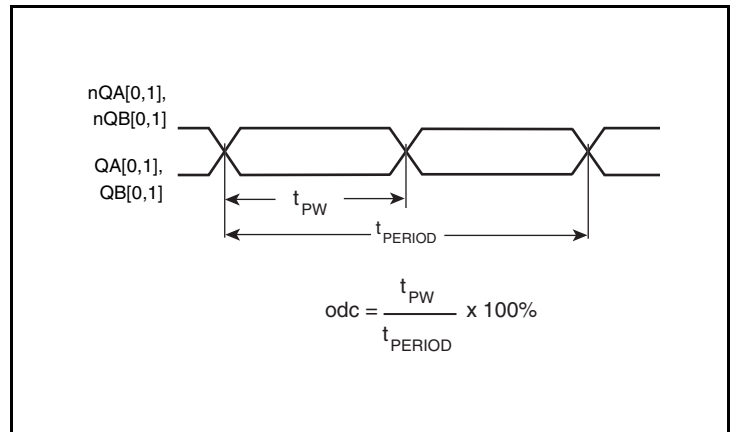 nQA[0,1],
nQB[0,1]
QA[0,1],
QB[0,1]
tPW
tPERIOD
tPW
odc = x 100%
tPERIOD